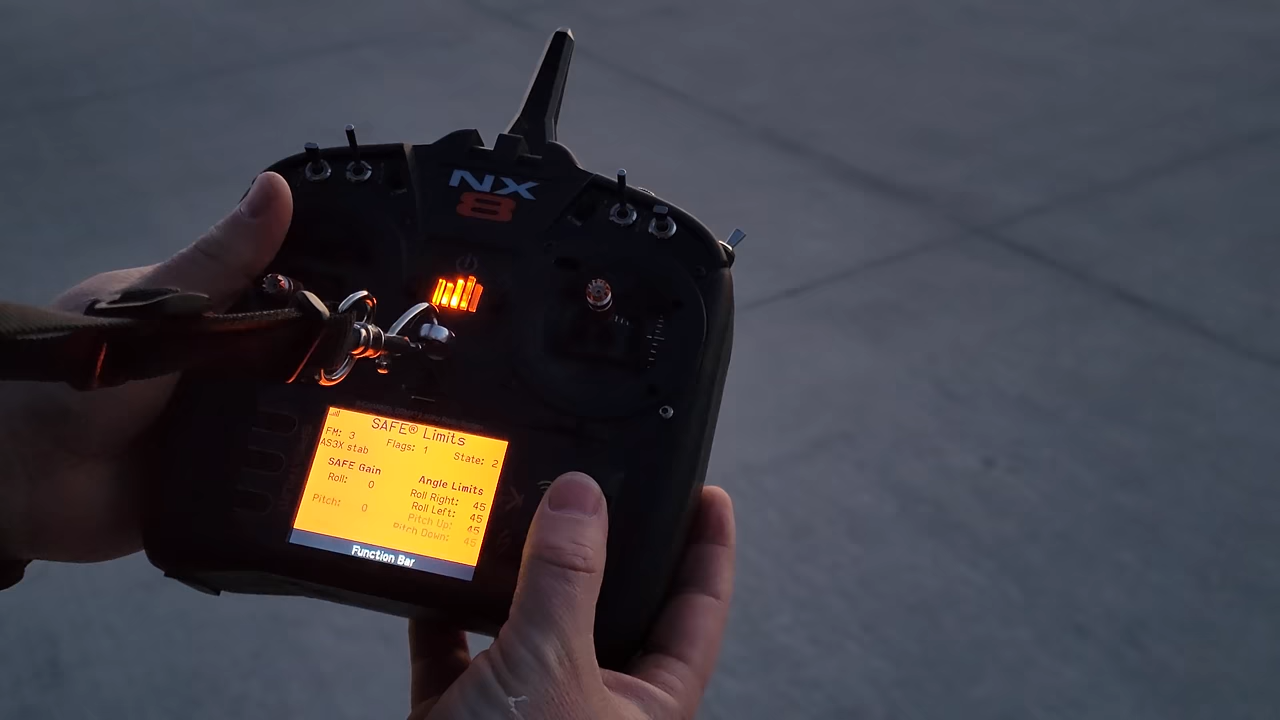 NX
8
SAFE® Limits
FM: 3
Flags: 1
State: 2
AS3X stab
SAFE Gain
Angle Limits
Roll: 0
Roll Right: 45
Roll Left: 45
Pitch: 0
Pitch Up: 45
Pitch Down: 45
Function Bar